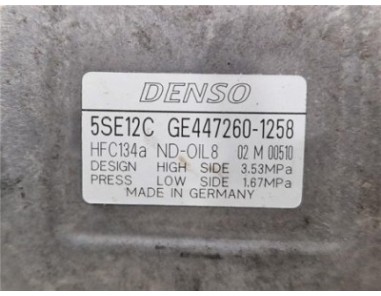 DENSO
5SE12C GE447260-1258
HFC134a ND-OIL8 02 M 00510
DESIGN HIGH SIDE 3.53MPa
PRESS LOW SIDE 1.67MPa
MADE IN GERMANY